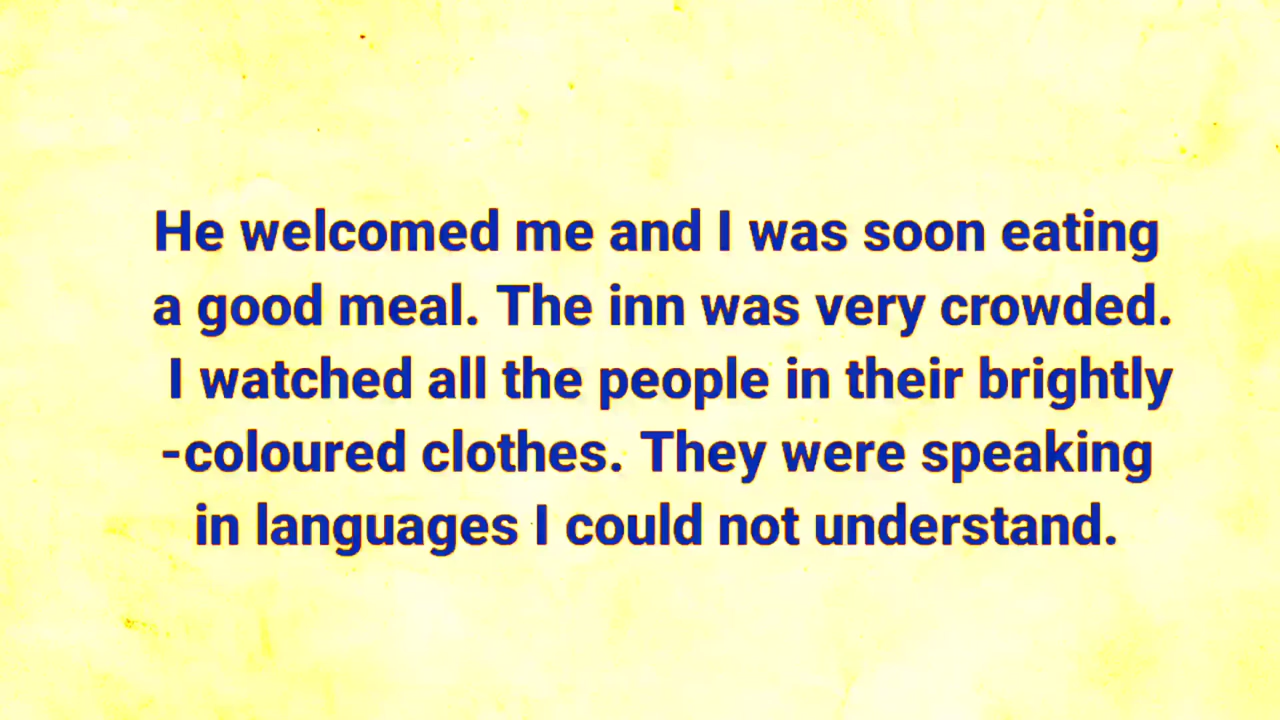 He welcomed me and I was soon eating
a good meal. The inn was very crowded.
I watched all the people in their brightly
-coloured clothes. They were speaking
in languages I could not understand.